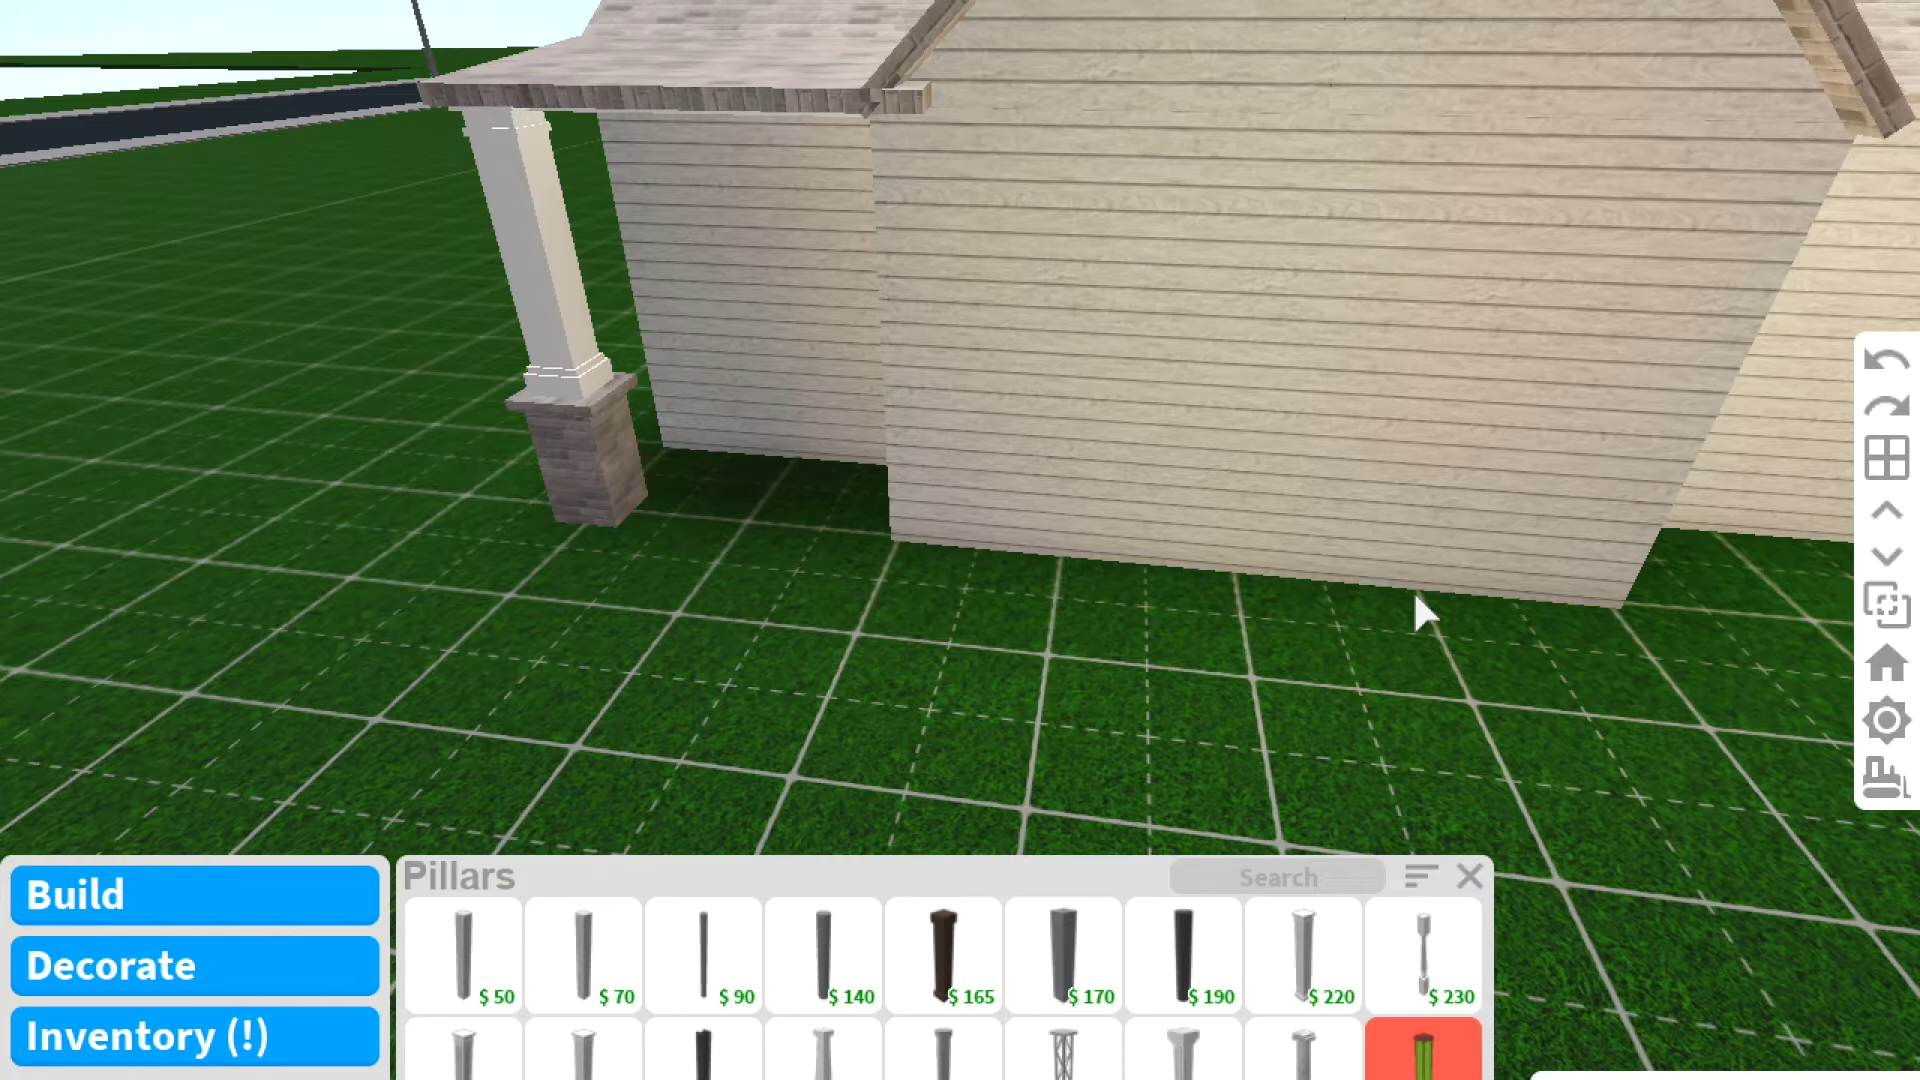 Build
Decorate
Inventory (!)
Pillars
Search
$ 50
$ 70
$ 90
$ 140
$ 165
$ 170
$ 190
$ 220
$ 230